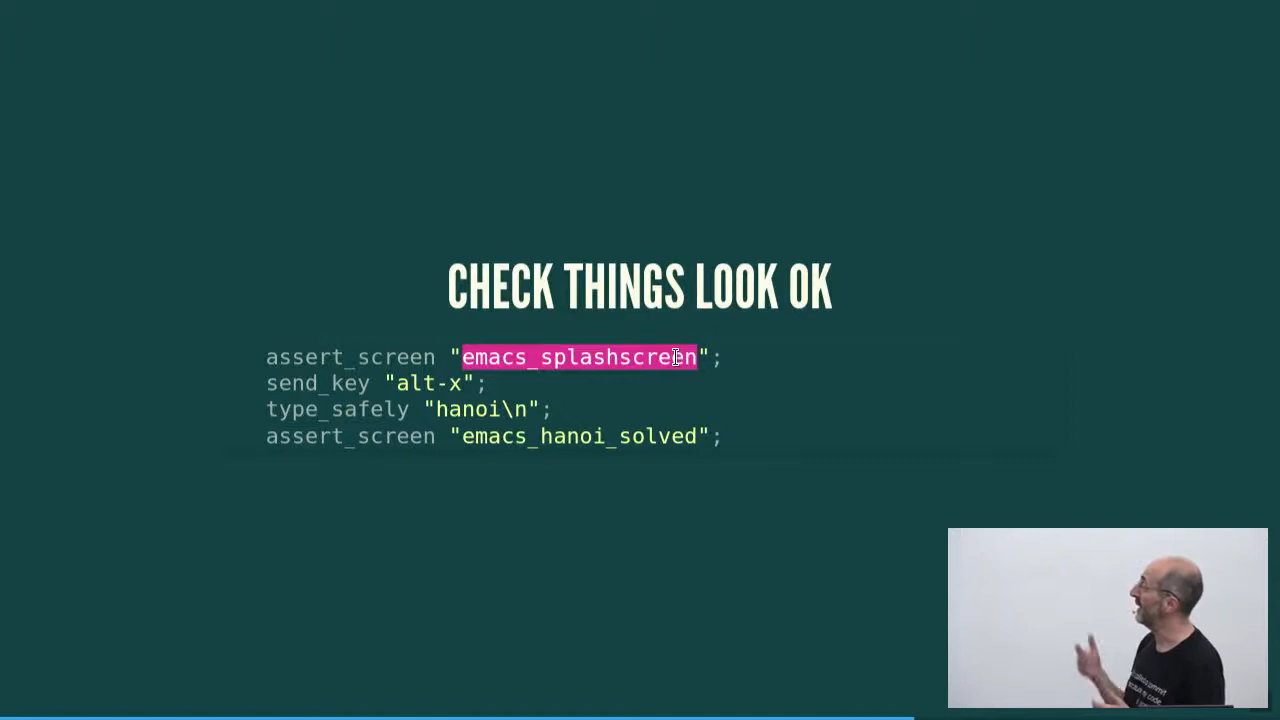 CHECK THINGS LOOK OK
assert_screen "emacs_splashscreen";
send_key "alt-x";
type_safely "hanoi\n";
assert_screen "emacs_hanoi_solved";